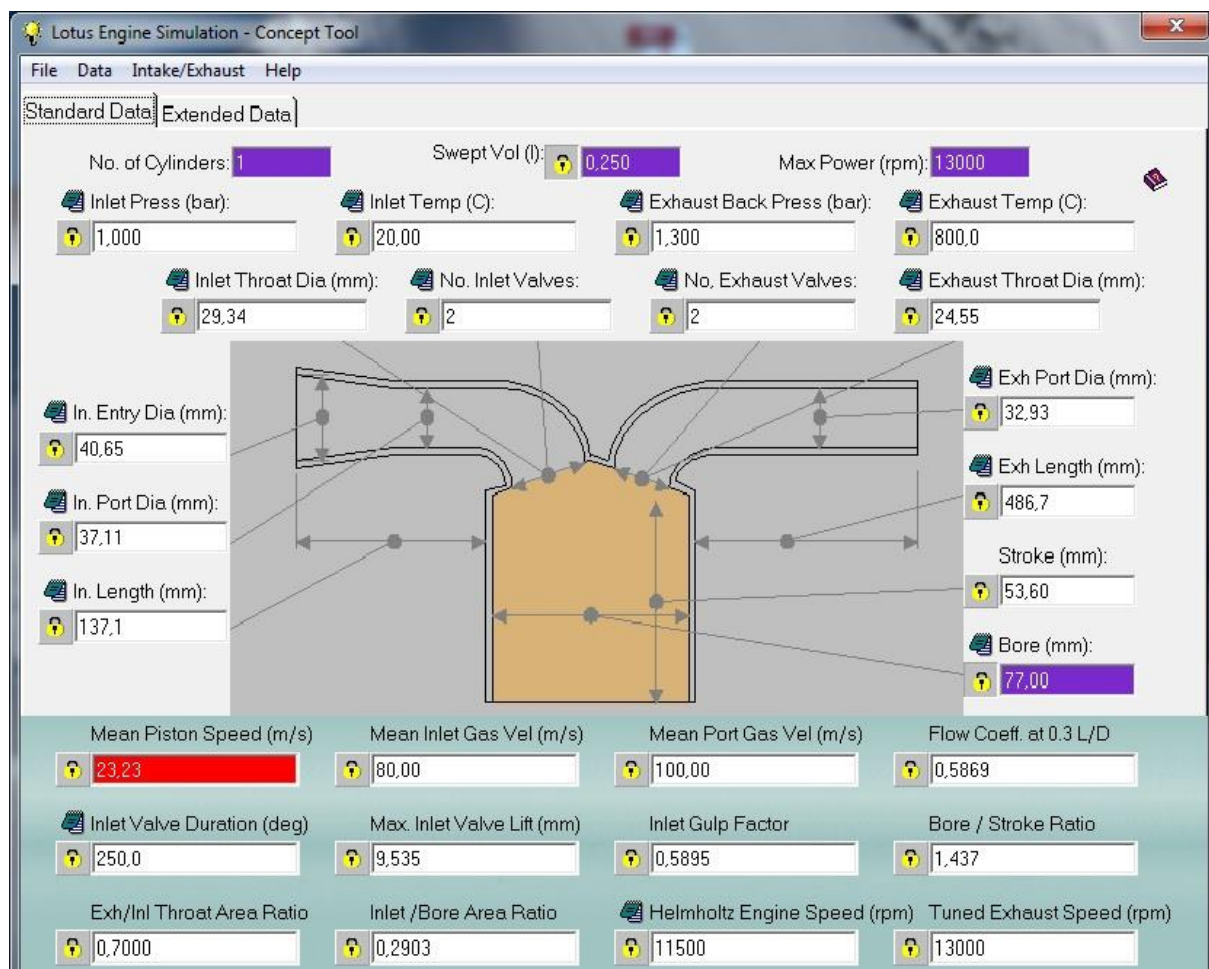 Lotus Engine Simulation - Concept Tool
File Data Intake/Exhaust Help
Standard Data Extended Data
No. of Cylinders: 1 Swept Vol (l): 0,250 Max Power (rpm): 13000
Inlet Press (bar): Inlet Temp (C): Exhaust Back Press (bar): Exhaust Temp (C):
1,000 20,00 1,300 800,0
Inlet Throat Dia (mm): No. Inlet Valves: No, Exhaust Valves: Exhaust Throat Dia (mm):
29,34 2 2 24,55
Exh Port Dia (mm):
32,93
In. Entry Dia (mm):
40,65
Exh Length (mm):
486,7
In. Port Dia (mm):
37,11
Stroke (mm):
53,60
In. Length (mm):
137,1
Bore (mm):
77,00
Mean Piston Speed (m/s) Mean Inlet Gas Vel (m/s) Mean Port Gas Vel (m/s) Flow Coeff. at 0.3 L/D
23,23 80,00 100,00 0,5869
Inlet Valve Duration (deg) Max. Inlet Valve Lift (mm) Inlet Gulp Factor Bore / Stroke Ratio
250,0 9,535 0,5895 1,437
Exh/Inl Throat Area Ratio Inlet /Bore Area Ratio Helmholtz Engine Speed (rpm) Tuned Exhaust Speed (rpm)
0,7000 0,2903 11500 13000